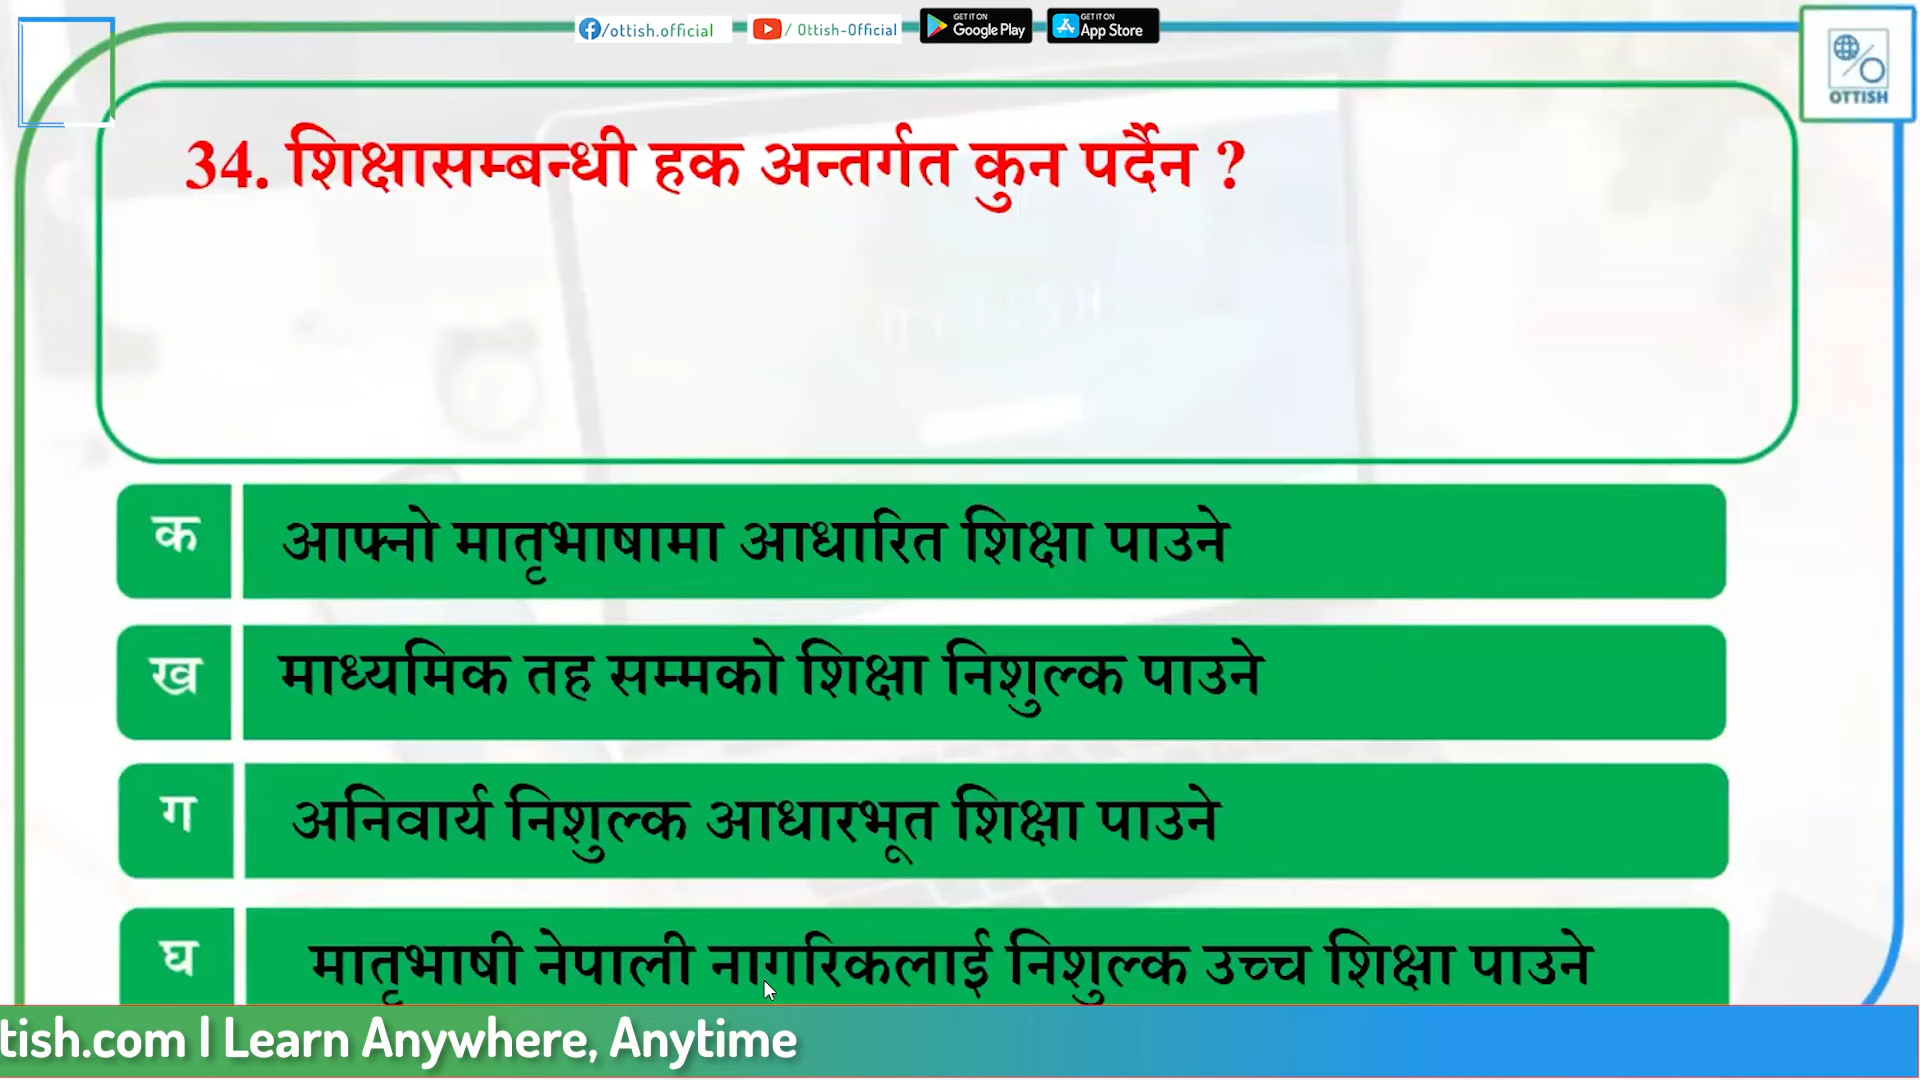 /ottish.official
/ Ottish-Official
GET IT ON
Google Play
GET IT ON
App Store
OTTISH
34. शिक्षासम्बन्धी हक अन्तर्गत कुन पर्दैन ?
क
आफ्नो मातृभाषामा आधारित शिक्षा पाउने
ख
माध्यमिक तह सम्मको शिक्षा निशुल्क पाउने
ग
अनिवार्य निशुल्क आधारभूत शिक्षा पाउने
घ
मातृभाषी नेपाली नागरिकलाई निशुल्क उच्च शिक्षा पाउने
tish.com | Learn Anywhere, Anytime